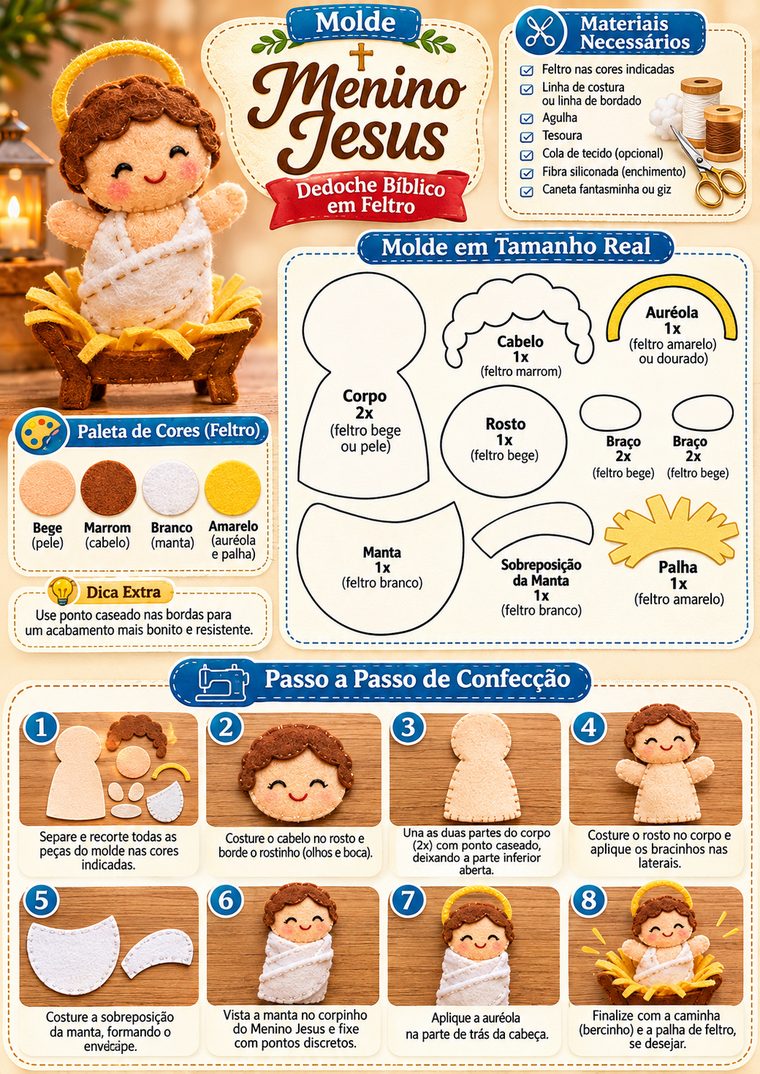 Molde
Menino
Jesus
Dedoche Bíblico
em Feltro
Materiais
Necessários
Feltro nas cores indicadas
Linha de costura
ou linha de bordado
Agulha
Tesoura
Cola de tecido (opcional)
Fibra siliconada (enchimento)
Caneta fantasminha ou giz
Molde em Tamanho Real
Corpo
2x
(feltro bege
ou pele)
Cabelo
1x
(feltro marrom)
Auréola
1x
(feltro amarelo)
ou dourado)
Rosto
1x
(feltro bege)
Braço
2x
(feltro bege)
Braço
2x
(feltro bege)
Manta
1x
(feltro branco)
Sobreposição
da Manta
1x
(feltro branco)
Palha
1x
(feltro amarelo)
Paleta de Cores (Feltro)
Bege
(pele)
Marrom
(cabelo)
Branco
(manta)
Amarelo
(auréola
e palha)
Dica Extra
Use ponto caseado nas bordas para
um acabamento mais bonito e resistente.
Passo a Passo de Confecção
1
Separe e recorte todas as
peças do molde nas cores
indicadas.
2
Costure o cabelo no rosto e
borde o rostinho (olhos e boca).
3
Una as duas partes do corpo
(2x) com ponto caseado,
deixando a parte inferior
aberta.
4
Costure o rosto no corpo e
aplique os bracinhos nas
laterais.
5
Costure a sobreposição
da manta, formando o
6
Vista a manta no corpinho
do Menino Jesus e fixe
com pontos discretos.
7
Aplique a auréola
na parte de trás da cabeça.
8
Finalize com a caminha
(bercinho) e a palha de feltro,
se desejar.